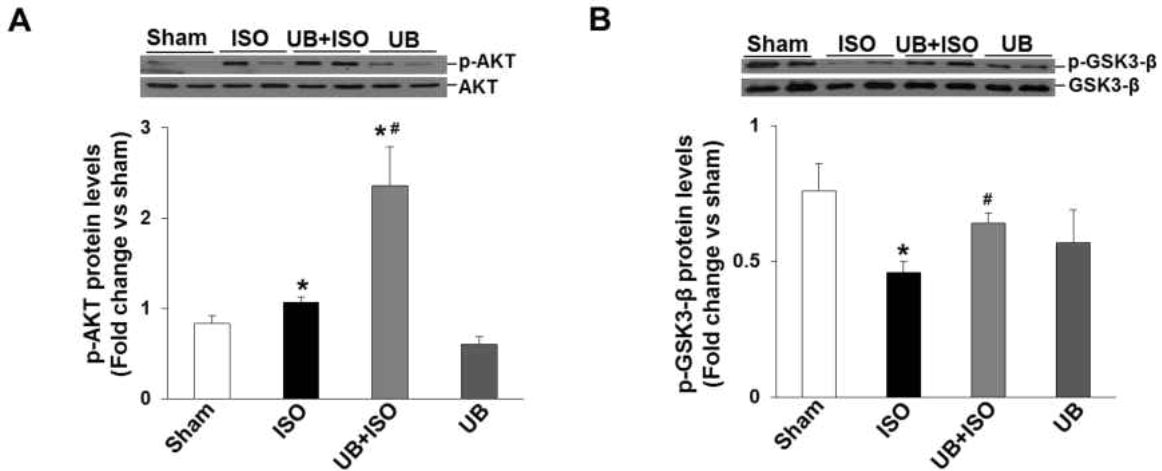 A
Sham ISO UB+ISO UB
p-AKT
AKT
p-AKT protein levels
(Fold change vs sham)
3
2
1
0
*
* #
Sham
ISO
UB+ISO
UB
B
Sham ISO UB+ISO UB
p-GSK3-β
GSK3-β
p-GSK3-β protein levels
(Fold change vs sham)
1
0.5
0
*
#
Sham
ISO
UB+ISO
UB